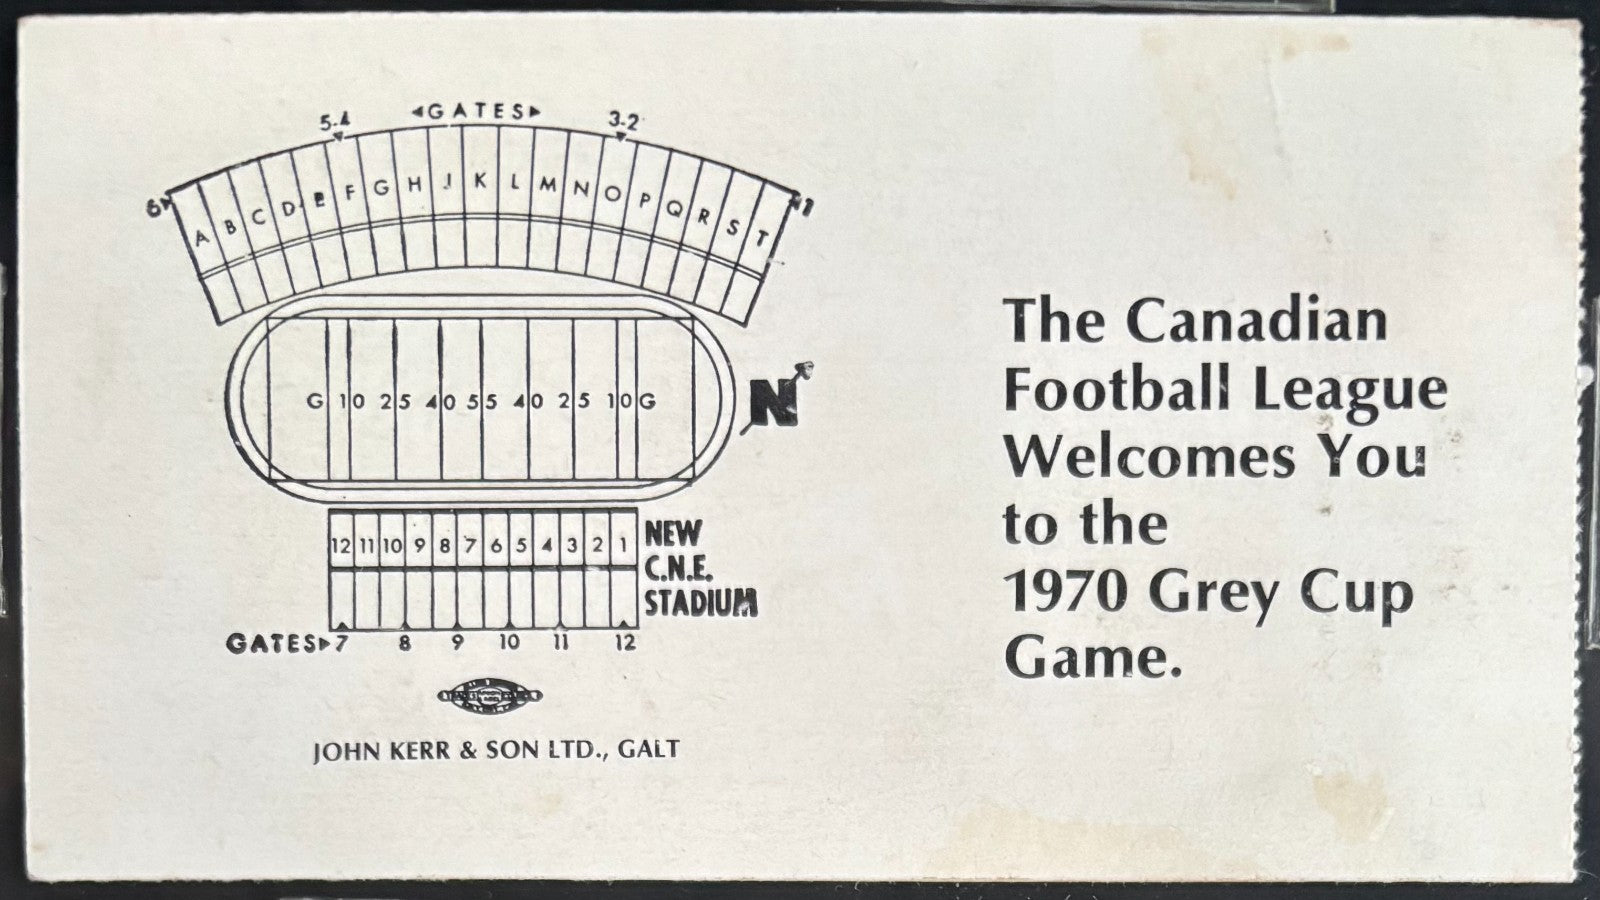 ◄GATES►
5-4 3-2
6 1
A B C D E F G H J K L M N O P Q R S T
G 10 25 40 55 40 25 10 G
N
12 11 10 9 8 7 6 5 4 3 2 1
NEW
C.N.E.
STADIUM
GATES►7 8 9 10 11 12
JOHN KERR & SON LTD., GALT
The Canadian
Football League
Welcomes You
to the
1970 Grey Cup
Game.